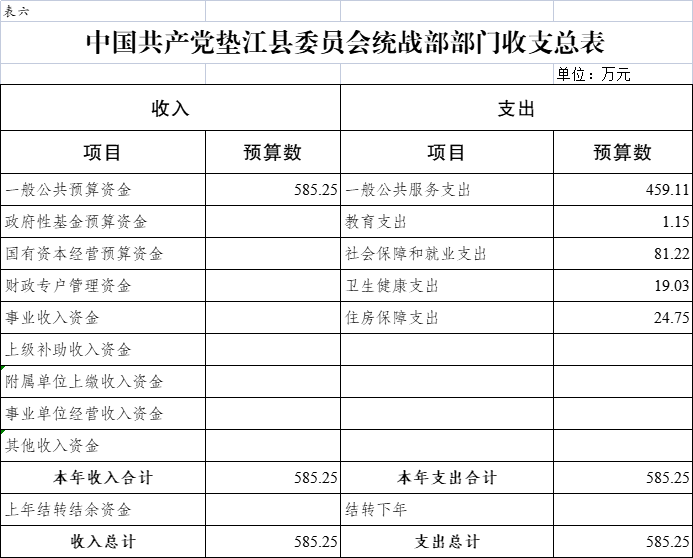 表六
中国共产党垫江县委员会统战部部门收支总表
单位：万元
收入 支出
项目 预算数 项目 预算数
一般公共预算资金 585.25 一般公共服务支出 459.11
政府性基金预算资金 教育支出 1.15
国有资本经营预算资金 社会保障和就业支出 81.22
财政专户管理资金 卫生健康支出 19.03
事业收入资金 住房保障支出 24.75
上级补助收入资金
附属单位上缴收入资金
事业单位经营收入资金
其他收入资金
本年收入合计 585.25 本年支出合计 585.25
上年结转结余资金 结转下年
收入总计 585.25 支出总计 585.25